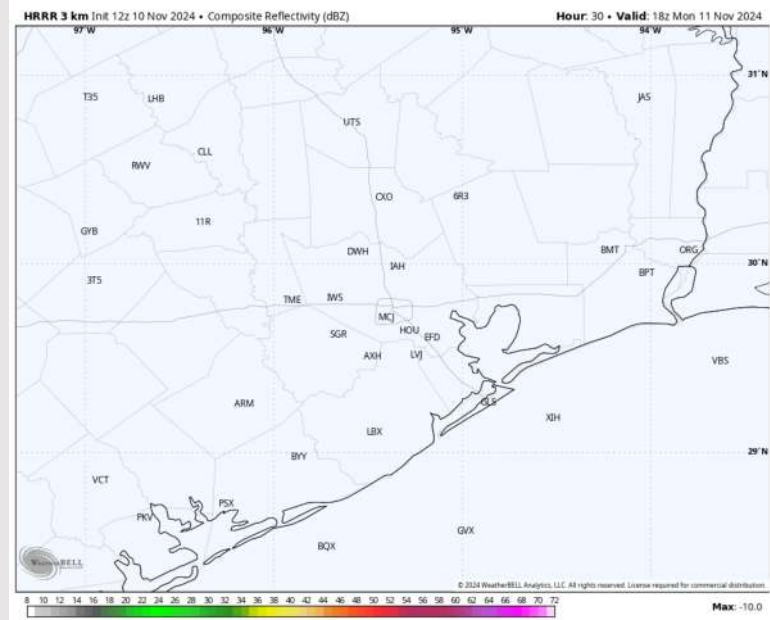 HRRR 3 km Init 12z 10 Nov 2024 • Composite Reflectivity (dBZ)
Hour: 30 • Valid: 18z Mon 11 Nov 2024
97°W 96°W 95°W 94°W
31°N
T35 LHB JAS
UTS
CLL
RWV
CXO 6R3
11R
GYB
DWH BMT ORG
IAH 30°N
BPT
3T5
TME IWS
MCJ
SGR HOU EFD
AXH LVJ VBS
ARM GLS
XIH
LBX
29°N
BYY
VCT
PSX
PKV
GVX
BQX
WEATHERBELL
© 2024 WeatherBELL Analytics, LLC. All rights reserved. License required for commercial distribution.
8 10 12 14 16 18 20 22 24 26 28 30 32 34 36 38 40 42 44 46 48 50 52 54 56 58 60 62 64 66 68 70 72
Max: -10.0